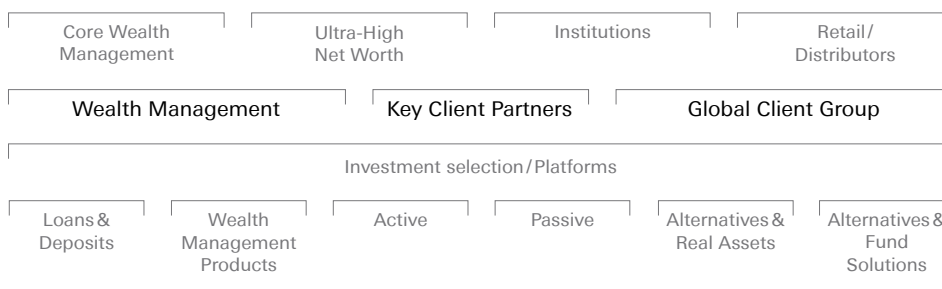 Core Wealth
Management
Ultra-High
Net Worth
Institutions
Retail/
Distributors
Wealth Management
Key Client Partners
Global Client Group
Investment selection/Platforms
Loans &
Deposits
Wealth
Management
Products
Active
Passive
Alternatives &
Real Assets
Alternatives &
Fund
Solutions